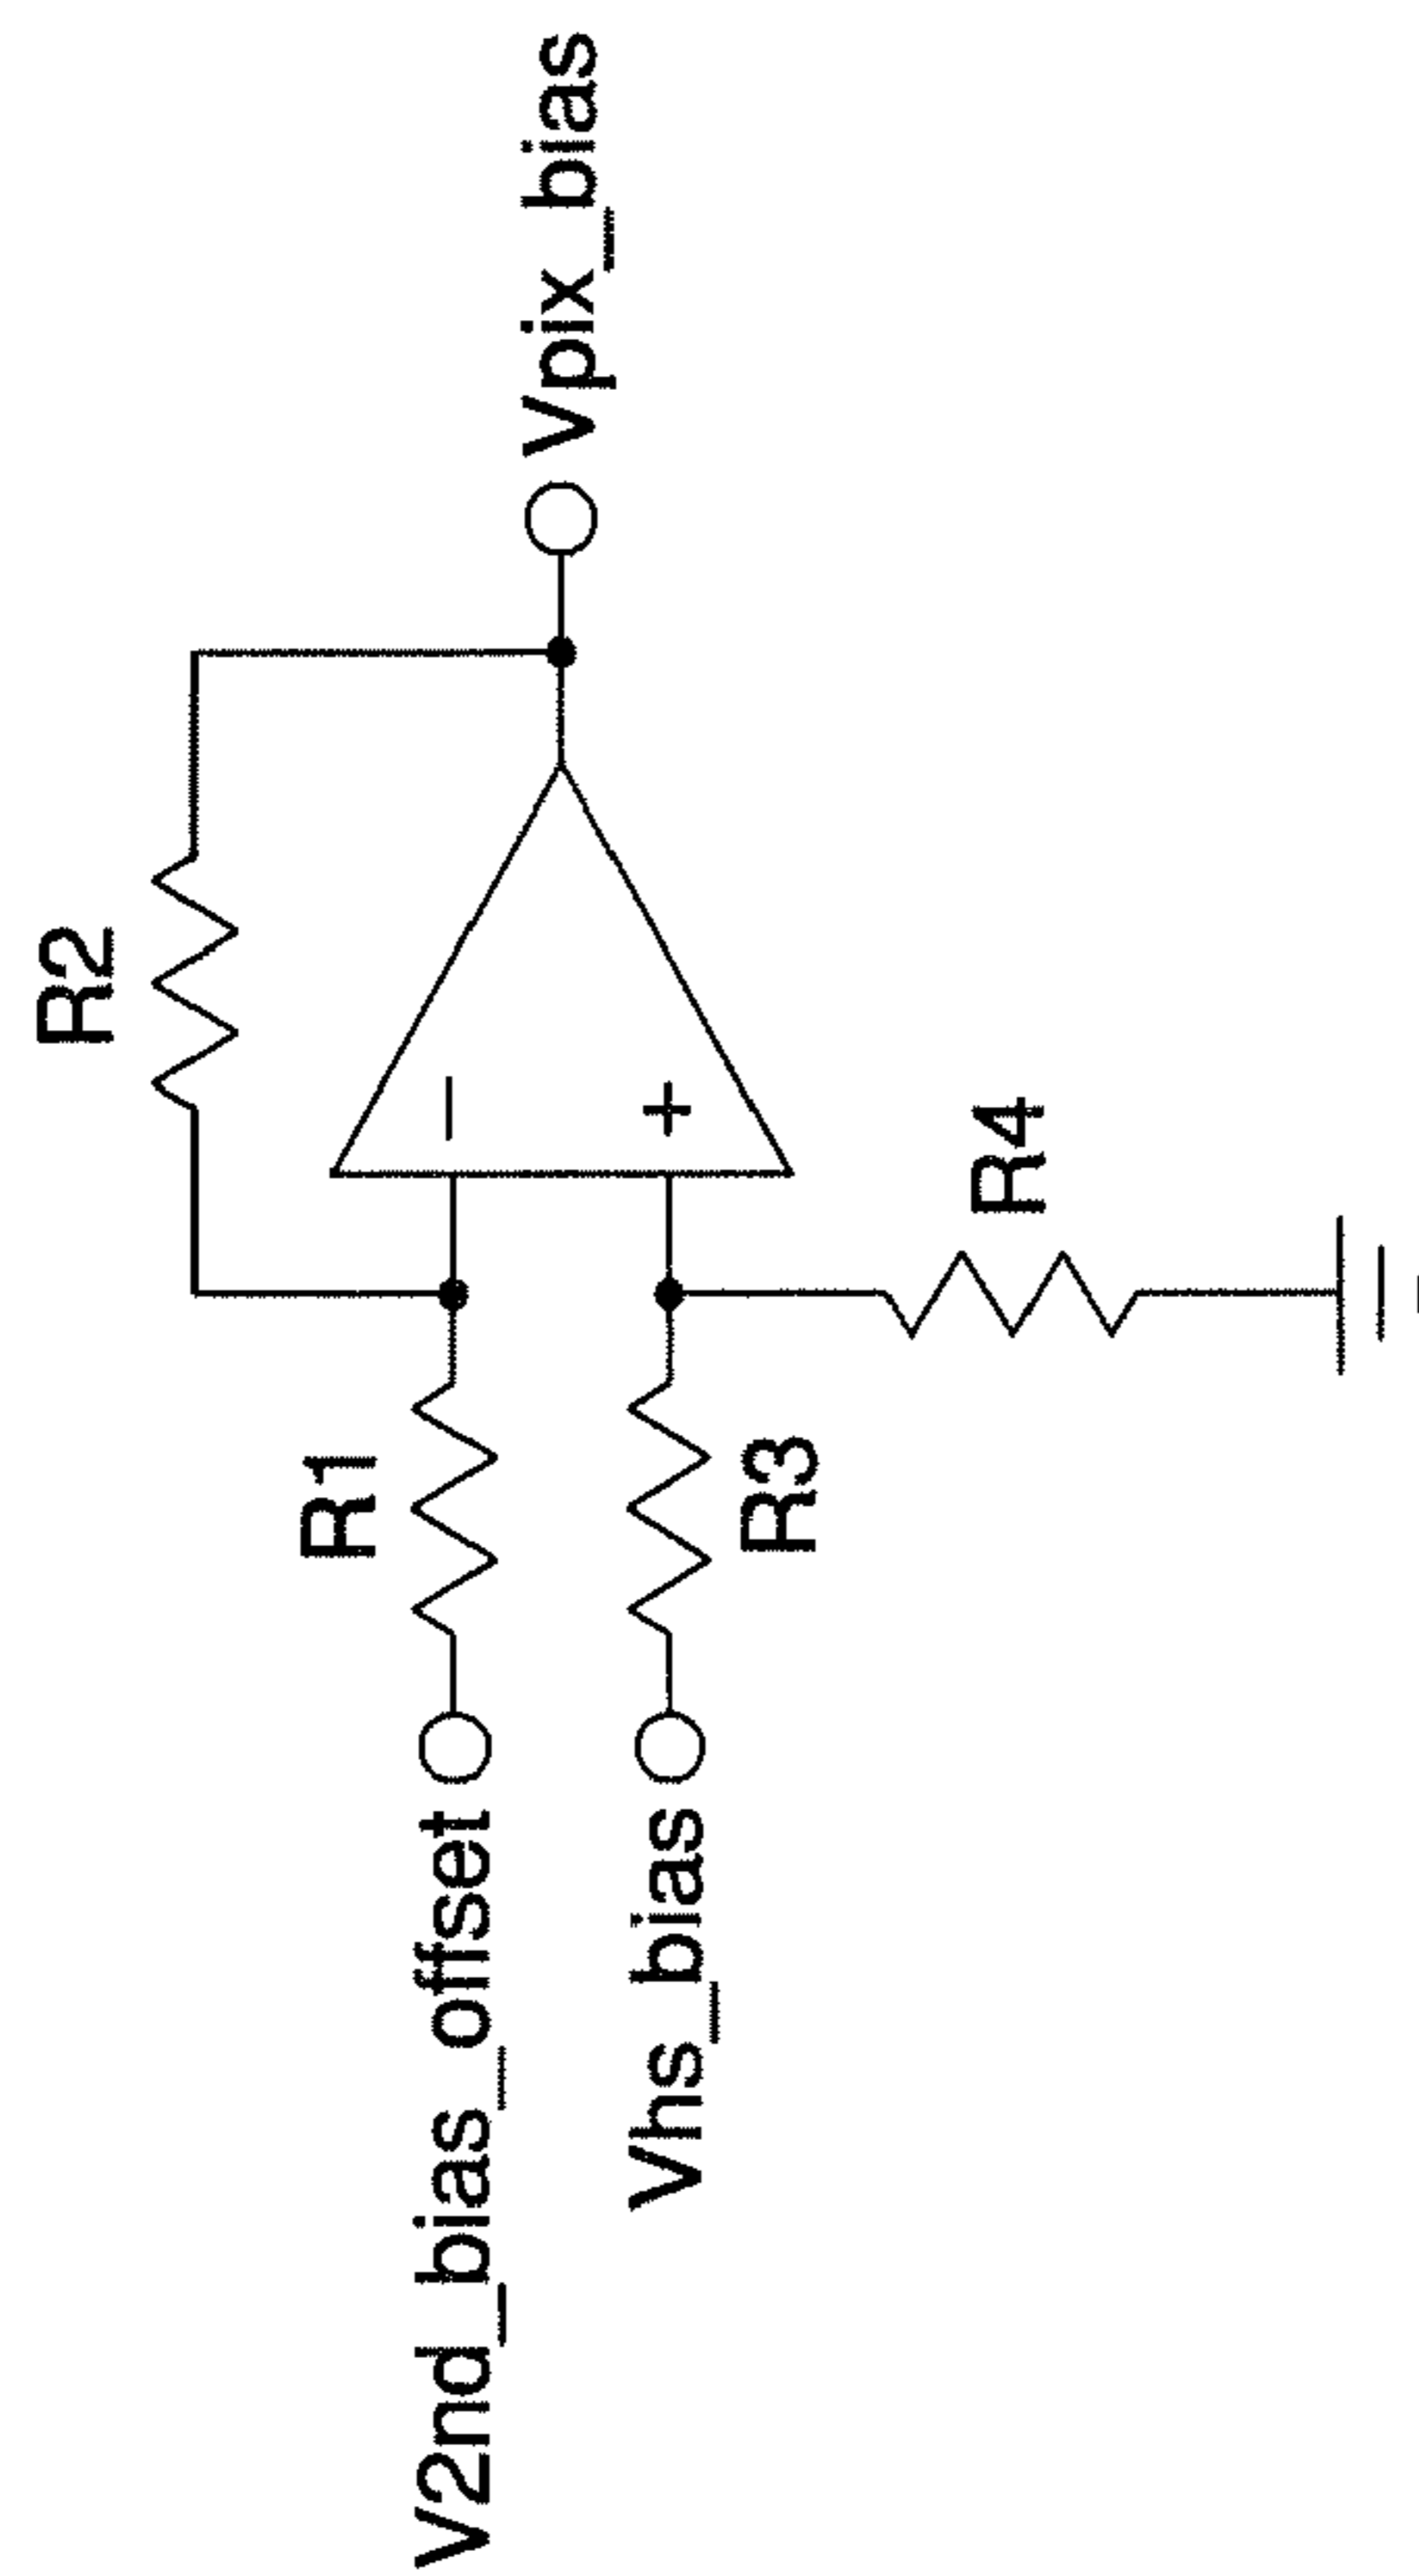 R2
R1
V2nd_bias_offset
−
Vpix_bias
Vhs_bias
+
R3
R4